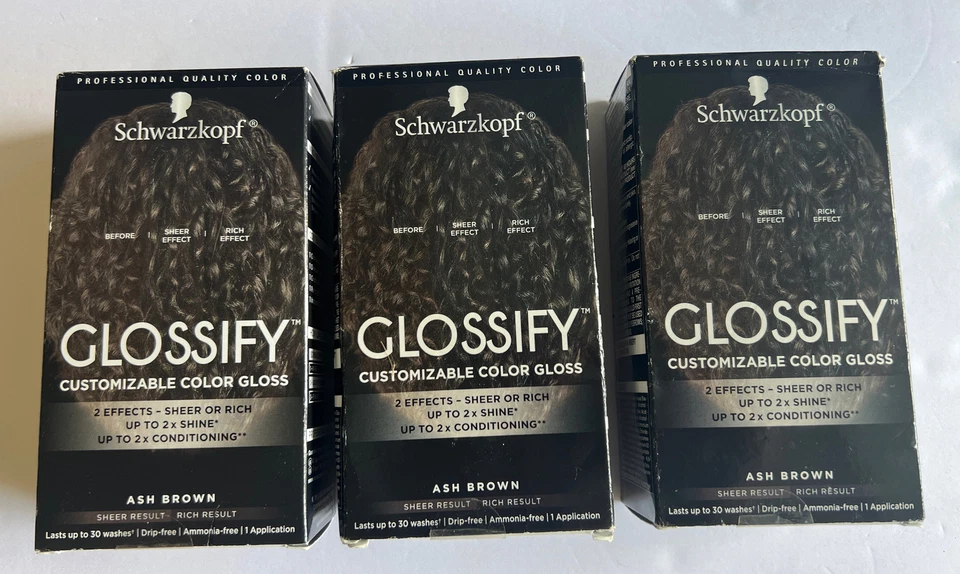 PROFESSIONAL QUALITY COLOR
Schwarzkopf®
BEFORE | SHEER EFFECT | RICH EFFECT
GLOSSIFY™
CUSTOMIZABLE COLOR GLOSS
2 EFFECTS – SHEER OR RICH
UP TO 2x SHINE*
UP TO 2x CONDITIONING**
ASH BROWN
SHEER RESULT RICH RESULT
Lasts up to 30 washes† | Drip-free | Ammonia-free | 1 Application
PROFESSIONAL QUALITY COLOR
Schwarzkopf®
BEFORE | SHEER EFFECT | RICH EFFECT
GLOSSIFY™
CUSTOMIZABLE COLOR GLOSS
2 EFFECTS – SHEER OR RICH
UP TO 2x SHINE*
UP TO 2x CONDITIONING**
ASH BROWN
SHEER RESULT RICH RESULT
Lasts up to 30 washes† | Drip-free | Ammonia-free | 1 Application
PROFESSIONAL QUALITY COLOR
Schwarzkopf®
BEFORE | SHEER EFFECT | RICH EFFECT
GLOSSIFY™
CUSTOMIZABLE COLOR GLOSS
2 EFFECTS – SHEER OR RICH
UP TO 2x SHINE*
UP TO 2x CONDITIONING**
ASH BROWN
SHEER RESULT RICH RESULT
Lasts up to 30 washes† | Drip-free | Ammonia-free | 1 Application